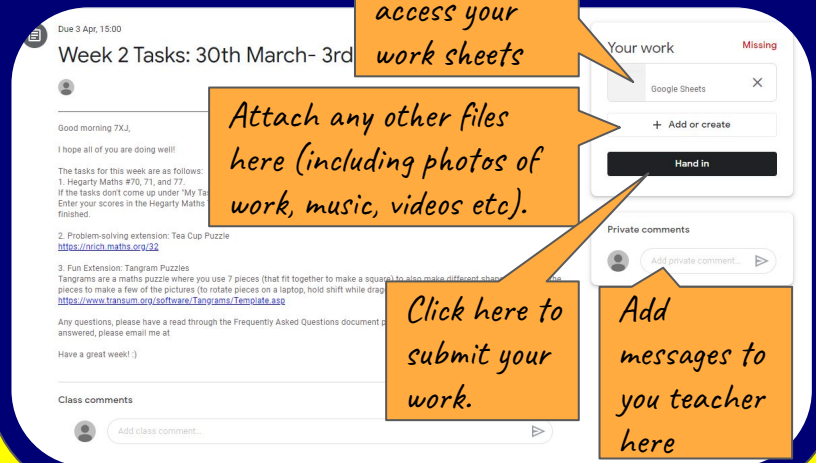 Due 3 Apr, 15:00
Week 2 Tasks: 30th March- 3rd
Good morning 7XJ,
I hope all of you are doing well!
The tasks for this week are as follows:
1. Hegarty Maths #70, 71, and 77.
If the tasks don't come up under "My
Enter your scores in the Hegarty Maths
finished.
2. Problem-solving extension: Tea Cup Puzzle
https://nrich.maths.org/32
3. Fun Extension: Tangram Puzzles
Tangrams are a maths puzzle where you use 7 pieces (that fit together to make a square) to also make different the
pieces to make a few of the pictures (to rotate pieces on a laptop, hold shift while
https://www.transum.org/software/Tangrams/Template.asp
Any questions, please have a read through the Frequently Asked Questions document
answered, please email me at
Have a great week! :)
Class comments
Add class comment...
access your
work sheets
Attach any other files
here (including photos of
work, music, videos etc).
Click here to
submit your
work.
Your work Missing
Google Sheets
+ Add or create
Hand in
Private comments
Add private comment...
Add
messages to
you teacher
here